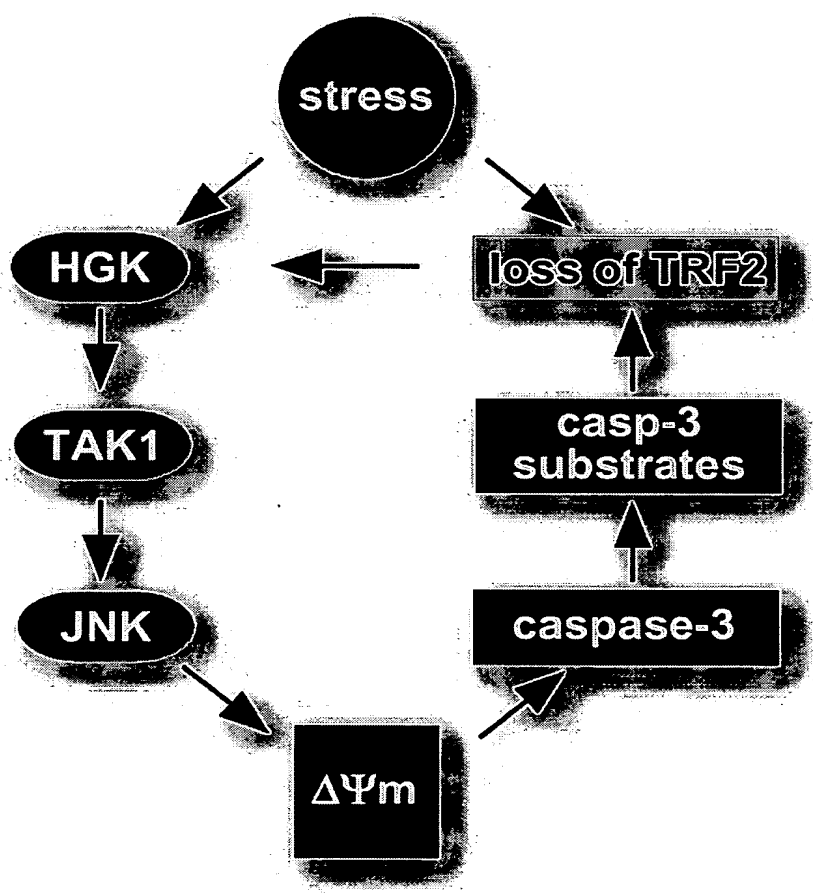 stress
HGK
loss of TRF2
TAK1
casp-3
substrates
JNK
caspase-3
ΔΨm